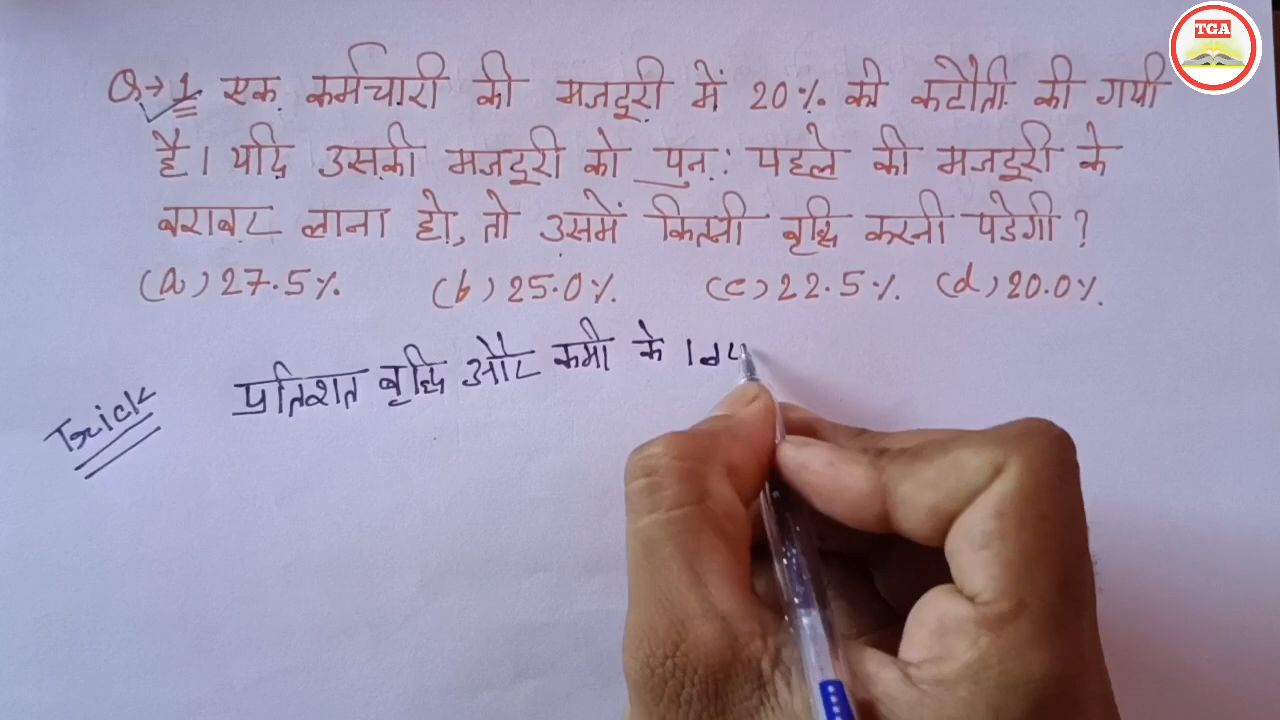 TGA
Q→1 एक कर्मचारी की मजदूरी में 20% की कटौती की गयी
है। यदि उसकी मजदूरी को पुन: पहले की मजदूरी के
बराबर लाना हो, तो उसमें कितनी वृद्धि करनी पडेगी ?
(a) 27.5% (b) 25.0% (c) 22.5% (d) 20.0%
Trick प्रतिशत वृद्धि और कमी के